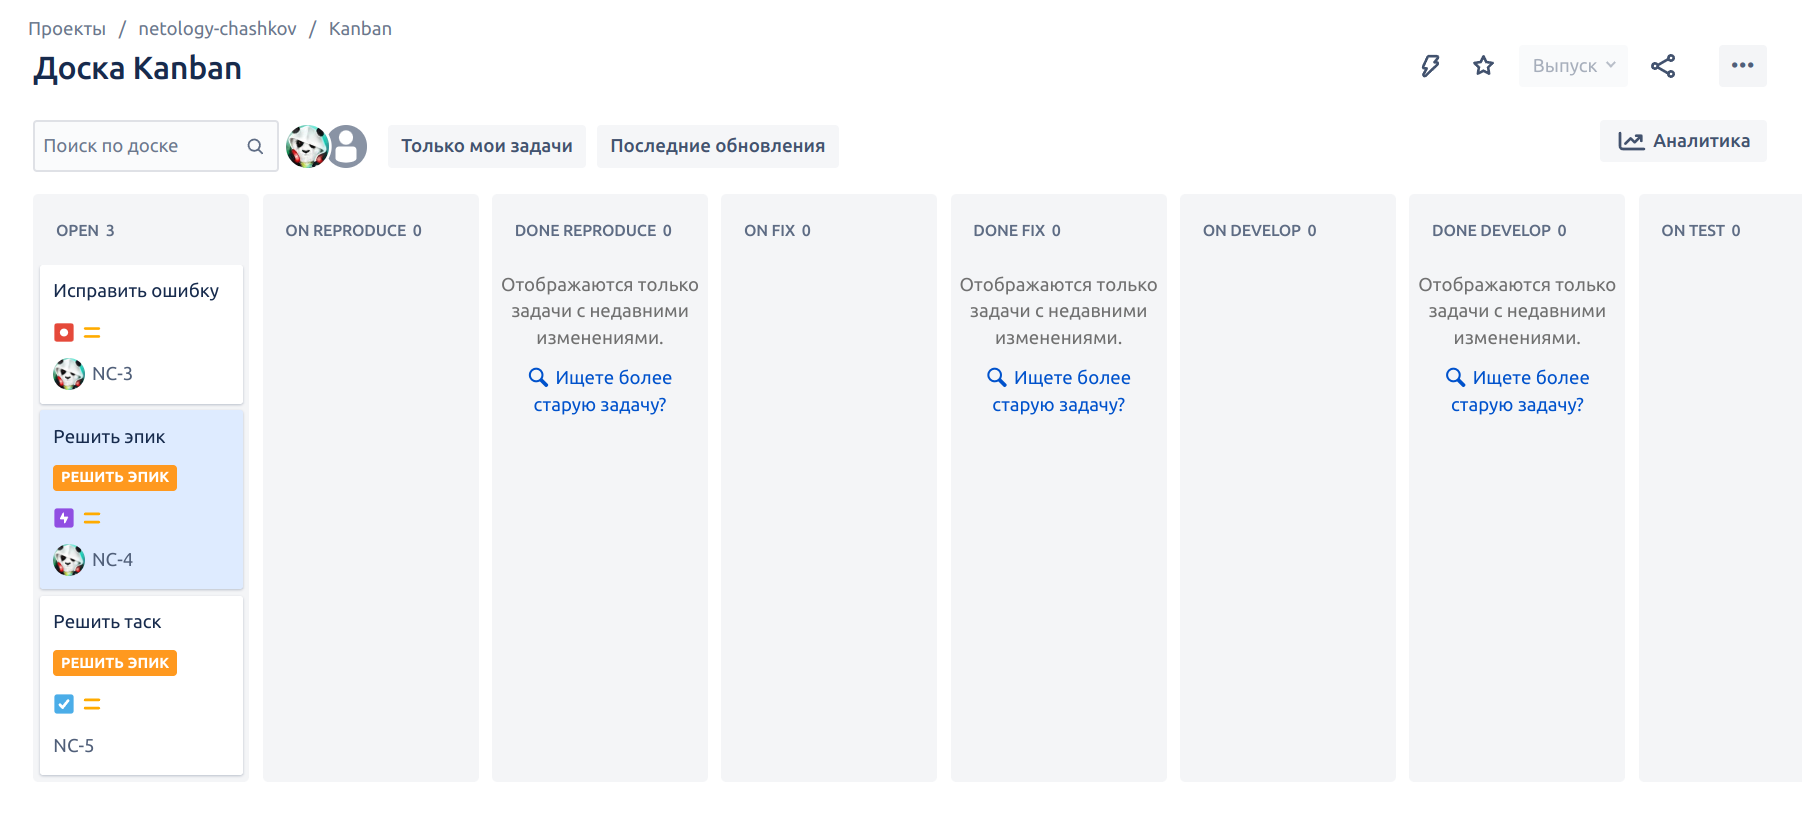 Проекты / netology-chashkov / Kanban
Доска Kanban
Выпуск
Поиск по доске
Только мои задачи
Последние обновления
Аналитика
OPEN 3
Исправить ошибку
NC-3
Решить эпик
РЕШИТЬ ЭПИК
NC-4
Решить таск
РЕШИТЬ ЭПИК
NC-5
ON REPRODUCE 0
DONE REPRODUCE 0
Отображаются только
задачи с недавними
изменениями.
Ищете более
старую задачу?
ON FIX 0
DONE FIX 0
Отображаются только
задачи с недавними
изменениями.
Ищете более
старую задачу?
ON DEVELOP 0
DONE DEVELOP 0
Отображаются только
задачи с недавними
изменениями.
Ищете более
старую задачу?
ON TEST 0